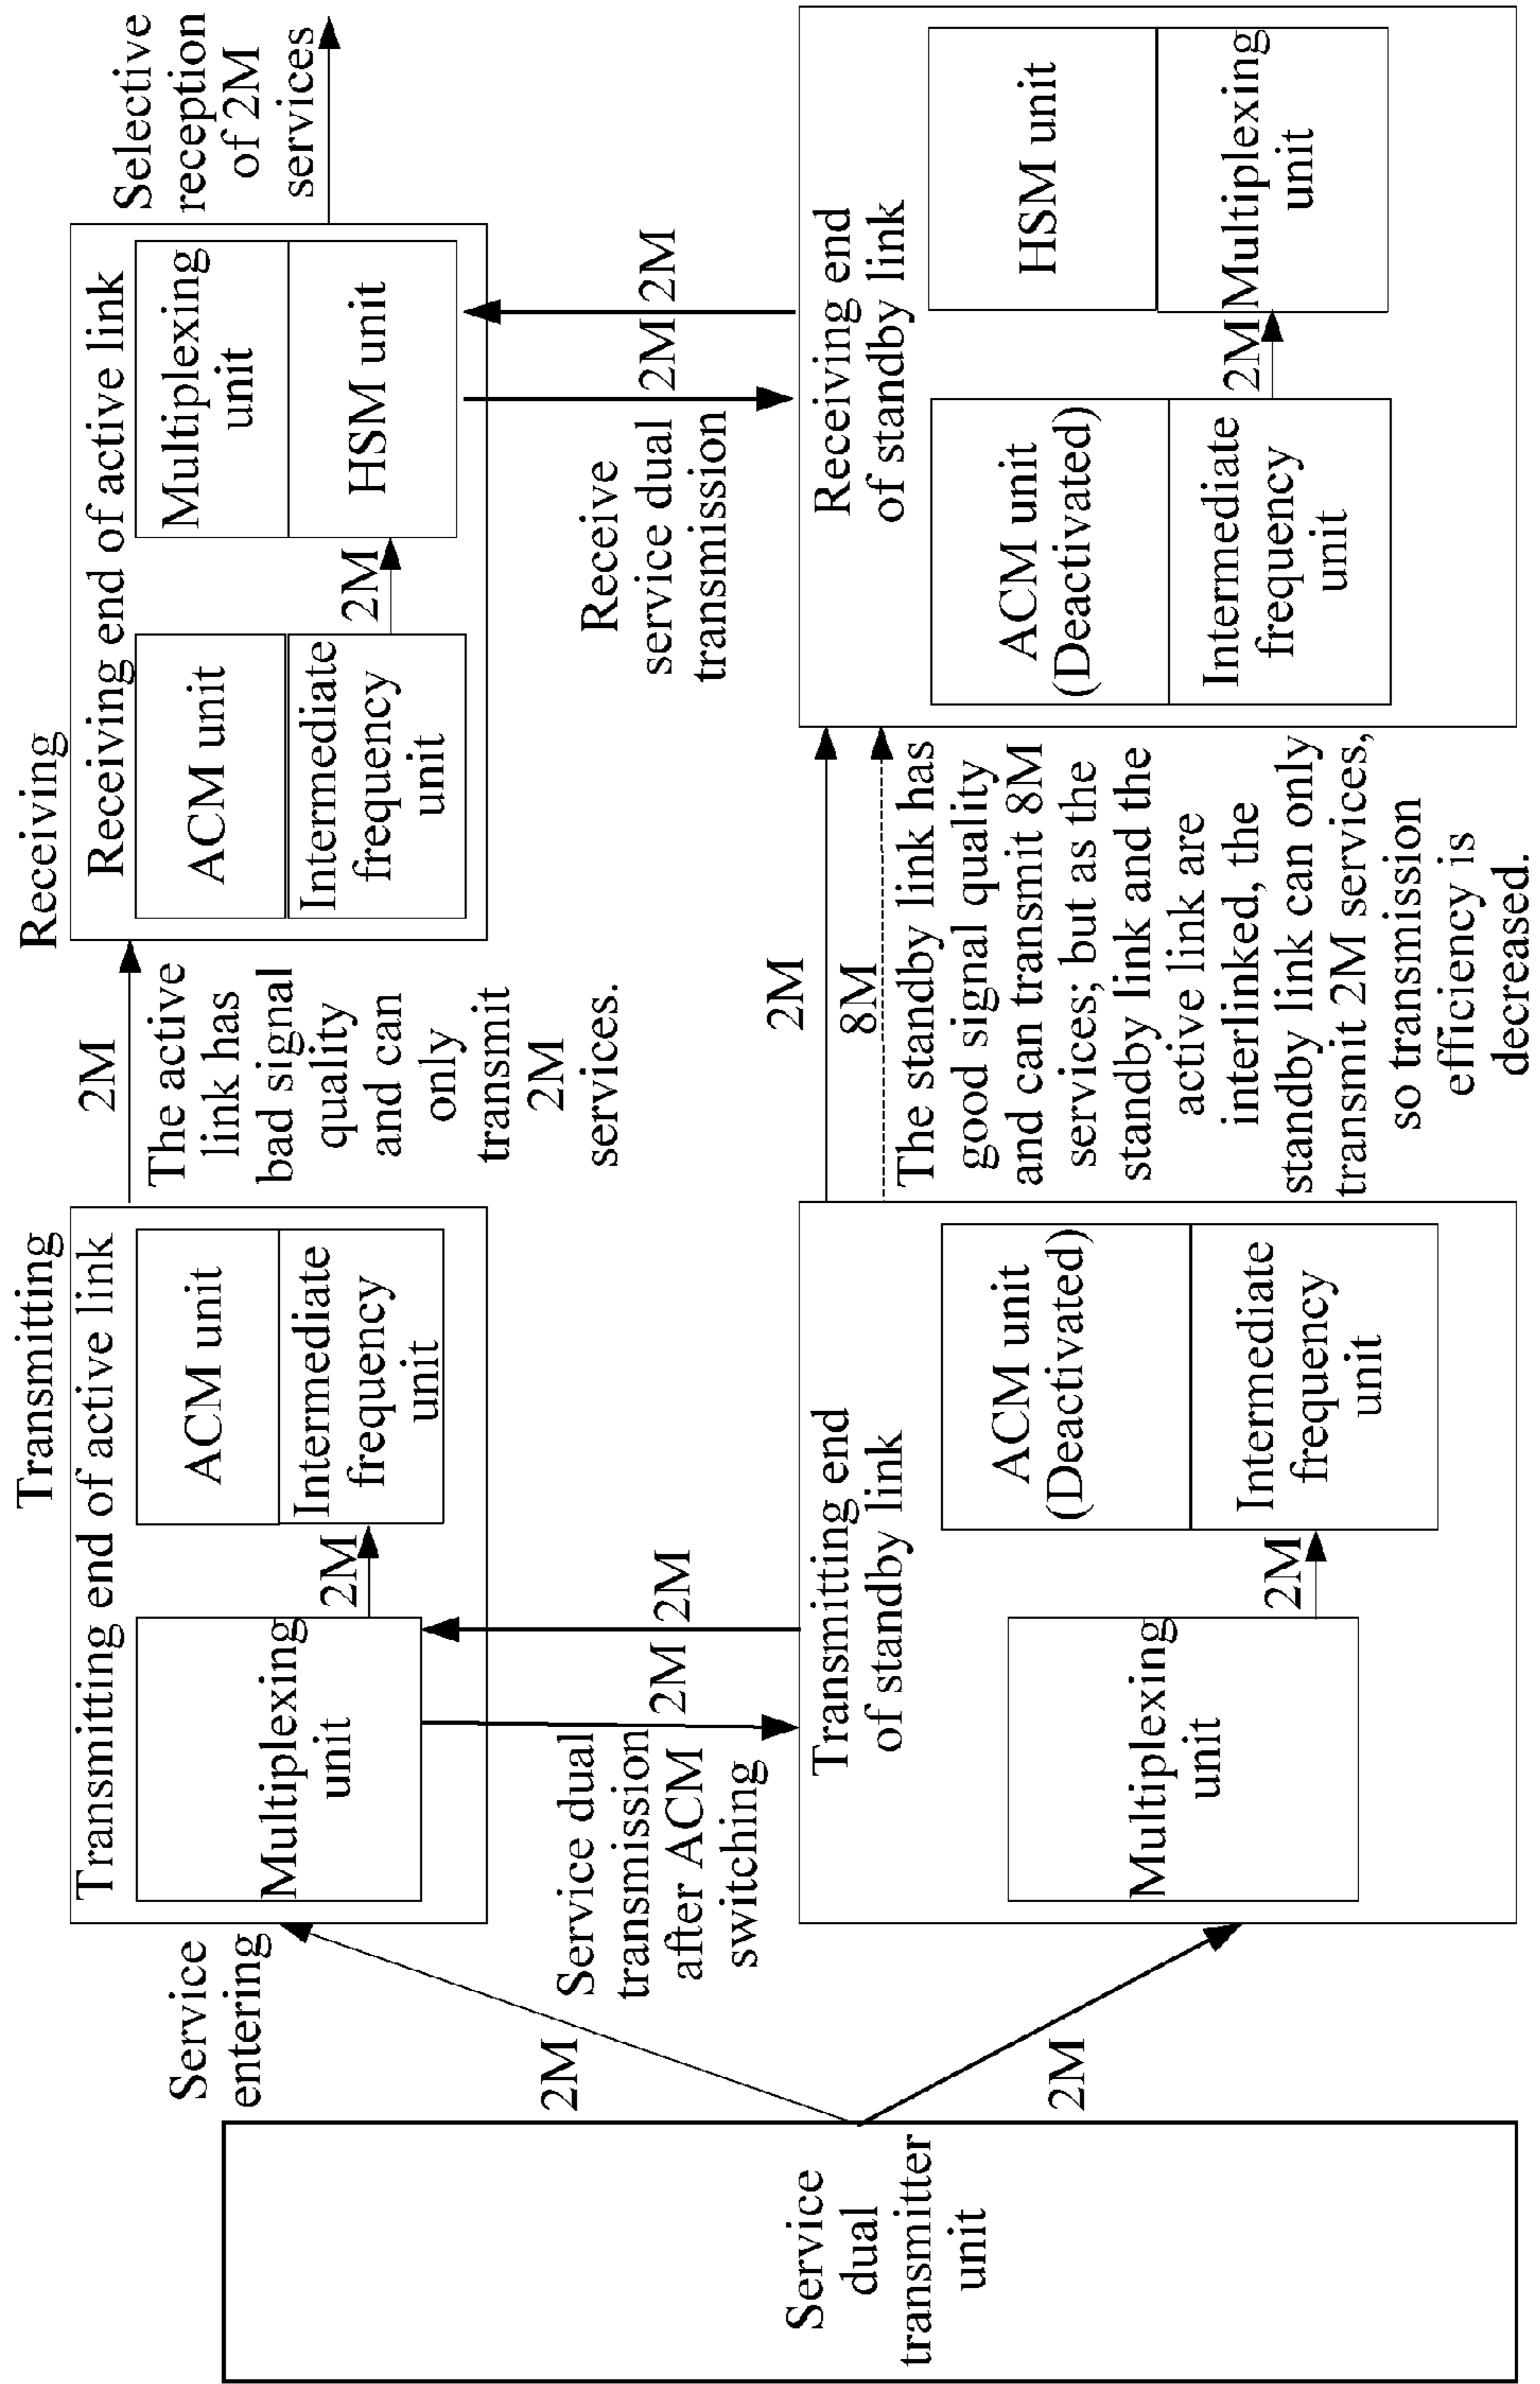 Service
dual
transmitter
unit
Service
entering
2M
2M
Transmitting
Transmitting end of active link
Multiplexing
unit
2M
ACM unit
Intermediate
frequency
unit
Service dual
transmission
after ACM
switching
2M
2M
Transmitting end
of standby link
Multiplexing
unit
2M
ACM unit
(Deactivated)
Intermediate
frequency
unit
2M
The active
link has
bad signal
quality
and can
only
transmit
2M
services.
2M
8M
The standby link has
good signal quality
and can transmit 8M
services; but as the
standby link and the
active link are
interlinked, the
standby link can only
transmit 2M services,
so transmission
efficiency is
decreased.
Receiving
Receiving end of active link
ACM unit
Intermediate
frequency
unit
2M
Multiplexing
unit
HSM unit
Selective
reception
of 2M
services
Receive
service dual
transmission
2M
2M
Receiving end
of standby link
ACM unit
(Deactivated)
Intermediate
frequency
unit
2M
HSM unit
Multiplexing
unit